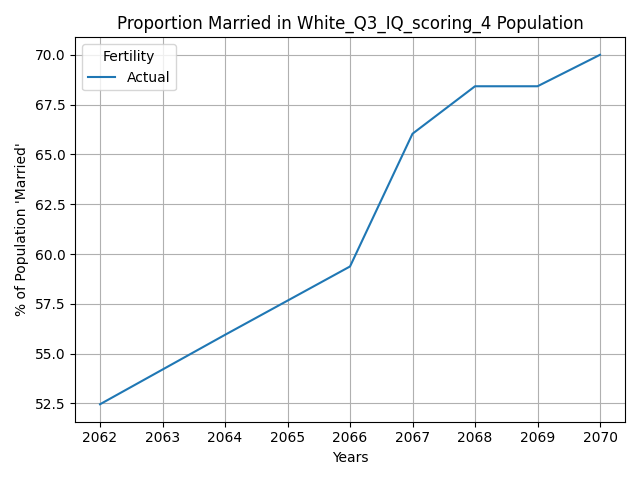 Proportion Married in White_Q3_IQ_scoring_4 Population
Fertility
Actual
% of Population 'Married'
70.0
67.5
65.0
62.5
60.0
57.5
55.0
52.5
2062 2063 2064 2065 2066 2067 2068 2069 2070
Years